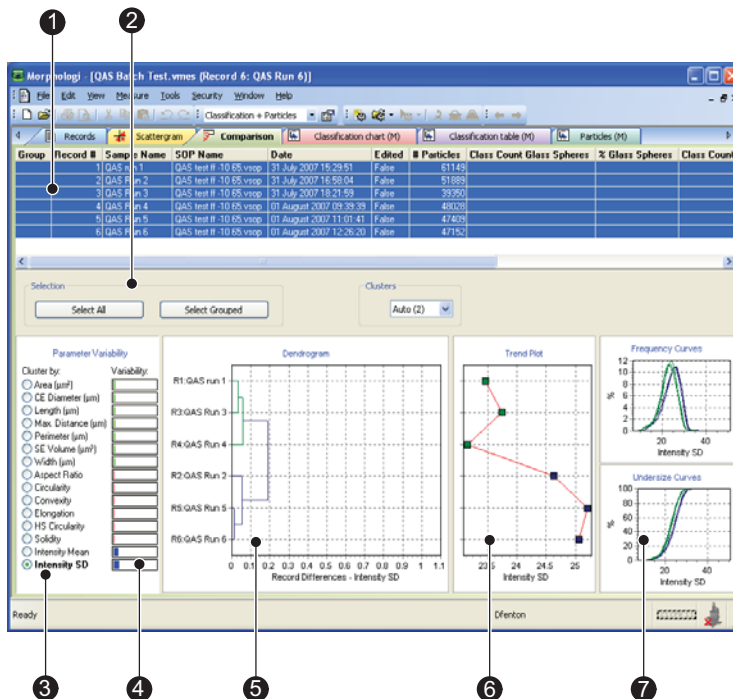 1 2
Morphologi - [QAS Batch Test.vmes (Record 6: QAS Run 6)]
File Edit View Measure Tools Security Window Help
Classification + Particles
Records Scattergram Comparison Classification chart (M) Classification table (M) Particles (M)
Group Record # Sample Name SOP Name Date Edited # Particles Class Count Glass Spheres % Glass Spheres Class Count
1 QAS run 1 QAS test ff -10 65.vsop 31 July 2007 15:29:51 False 61149
2 QAS Run 2 QAS test ff -10 65.vsop 31 July 2007 16:58:04 False 51889
3 QAS Run 3 QAS test ff -10 65.vsop 31 July 2007 18:21:59 False 39350
4 QAS Run 4 QAS test ff -10 65.vsop 01 August 2007 09:39:39 False 48028
5 QAS Run 5 QAS test ff -10 65.vsop 01 August 2007 11:01:41 False 47409
6 QAS Run 6 QAS test ff -10 65.vsop 01 August 2007 12:26:20 False 47152
Selection
Select All Select Grouped
Clusters
Auto (2)
Parameter Variability
Cluster by: Variability:
Area (µm²)
CE Diameter (µm)
Length (µm)
Max. Distance (µm)
Perimeter (µm)
SE Volume (µm³)
Width (µm)
Aspect Ratio
Circularity
Convexity
Elongation
HS Circularity
Solidity
Intensity Mean
Intensity SD
Dendrogram
R1:QAS run 1
R3:QAS Run 3
R4:QAS Run 4
R2:QAS Run 2
R5:QAS Run 5
R6:QAS Run 6
0 0.1 0.2 0.3 0.4 0.5 0.6 0.7 0.8 0.9 1 1.1
Record Differences - Intensity SD
Trend Plot
23.5 24 24.5 25
Intensity SD
Frequency Curves
12
10
8
6
4
2
0
%
20 40
Intensity SD
Undersize Curves
100
80
60
40
20
0
%
20 40
Intensity SD
Ready Dfenton
3 4 5 6 7